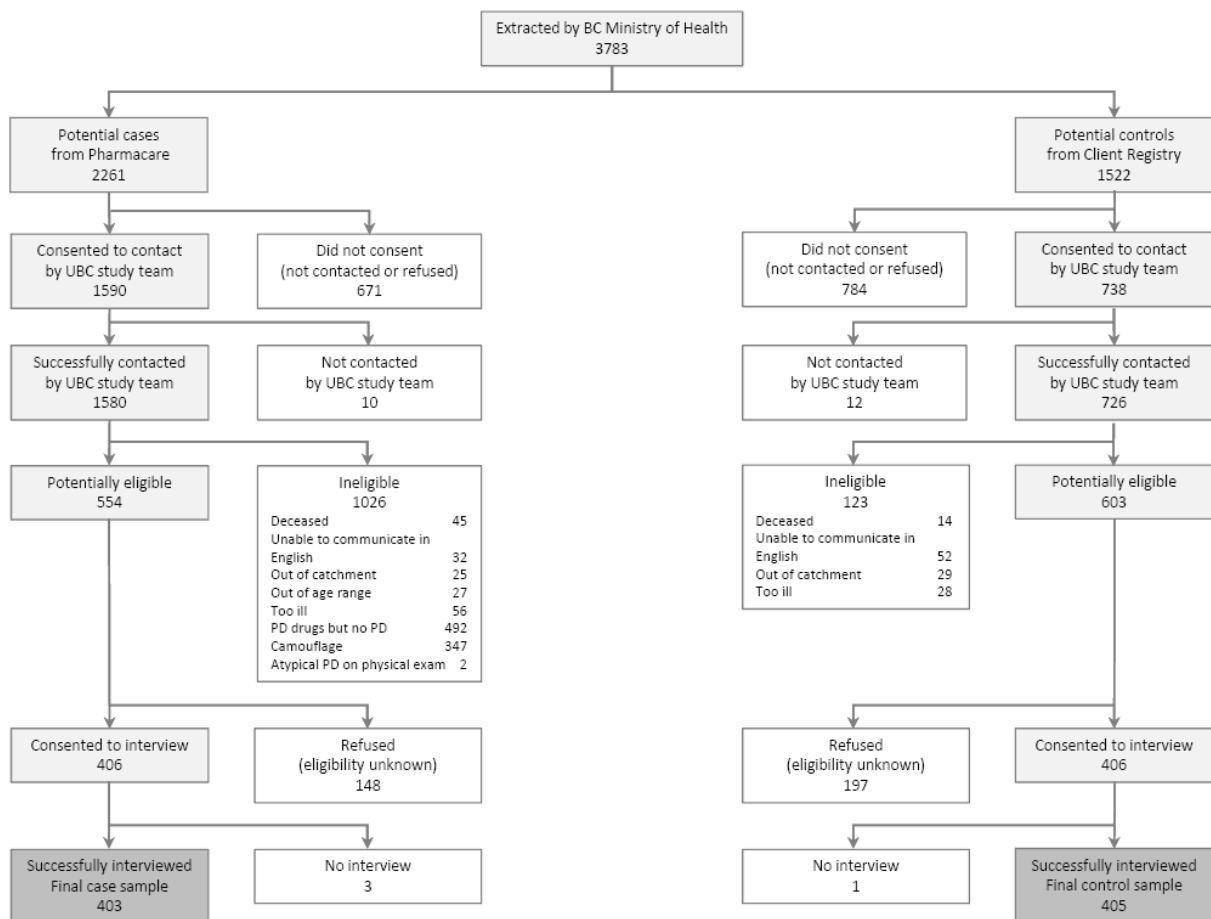 Extracted by BC Ministry of Health
3783
Potential cases
from Pharmacare
2261
Potential controls
from Client Registry
1522
Consented to contact
by UBC study team
1590
Did not consent
(not contacted or refused)
671
Did not consent
(not contacted or refused)
784
Consented to contact
by UBC study team
738
Successfully contacted
by UBC study team
1580
Not contacted
by UBC study team
10
Not contacted
by UBC study team
12
Successfully contacted
by UBC study team
726
Potentially eligible
554
Ineligible
1026
Deceased 45
Unable to communicate in
English 32
Out of catchment 25
Out of age range 27
Too ill 56
PD drugs but no PD 492
Camouflage 347
Atypical PD on physical exam 2
Ineligible
123
Deceased 14
Unable to communicate in
English 52
Out of catchment 29
Too ill 28
Potentially eligible
603
Consented to interview
406
Refused
(eligibility unknown)
148
Refused
(eligibility unknown)
197
Consented to interview
406
Successfully interviewed
Final case sample
403
No interview
3
No interview
1
Successfully interviewed
Final control sample
405